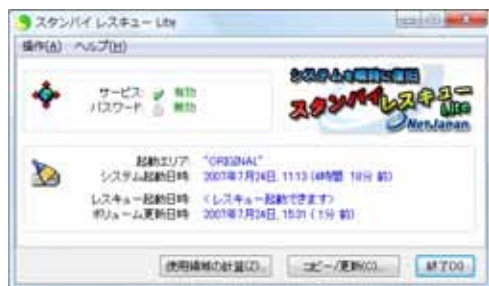 スタンバイ レスキュー Lite
操作(A) ヘルプ(H)
サービス: 有効
パスワード: 無効
システムを瞬時に復旧
スタンバイレスキュー Lite
NetJapan
起動エリア: "ORIGINAL"
システム起動日時: 2007年7月24日, 11:13 (4時間 18分 前)
レスキュー起動日時: <レスキュー起動できます>
ボリューム更新日時: 2007年7月24日, 15:31 (1分 前)
使用領域の計算(Z)... コピー/更新(C)... 終了(X)